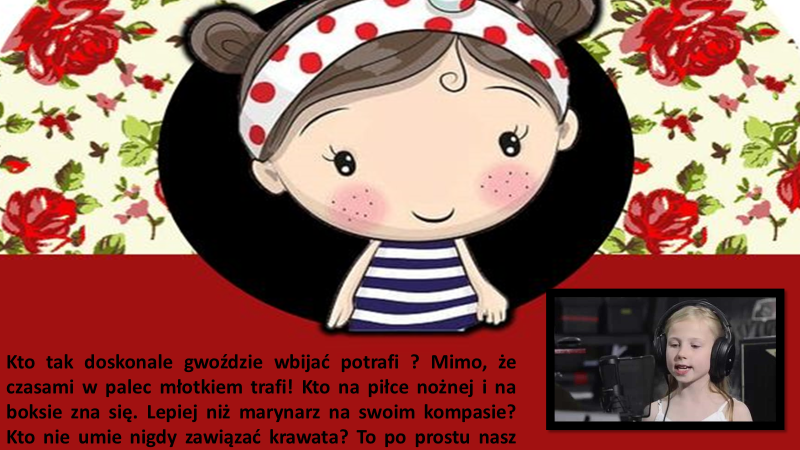 Kto tak doskonale gwoździe wbijać potrafi ? Mimo, że
czasami w palec młotkiem trafi! Kto na piłce nożnej i na
boksie zna się. Lepiej niż marynarz na swoim kompasie?
Kto nie umie nigdy zawiązać krawata? To po prostu nasz